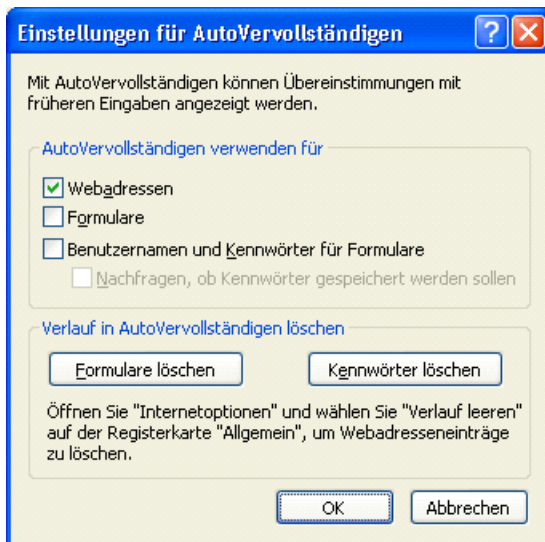 Einstellungen für AutoVervollständigen
Mit AutoVervollständigen können Übereinstimmungen mit
früheren Eingaben angezeigt werden.
AutoVervollständigen verwenden für
Webadressen
Formulare
Benutzernamen und Kennwörter für Formulare
Nachfragen, ob Kennwörter gespeichert werden sollen
Verlauf in AutoVervollständigen löschen
Formulare löschen Kennwörter löschen
Öffnen Sie "Internetoptionen" und wählen Sie "Verlauf leeren"
auf der Registerkarte "Allgemein", um Webadresseneinträge
zu löschen.
OK Abbrechen